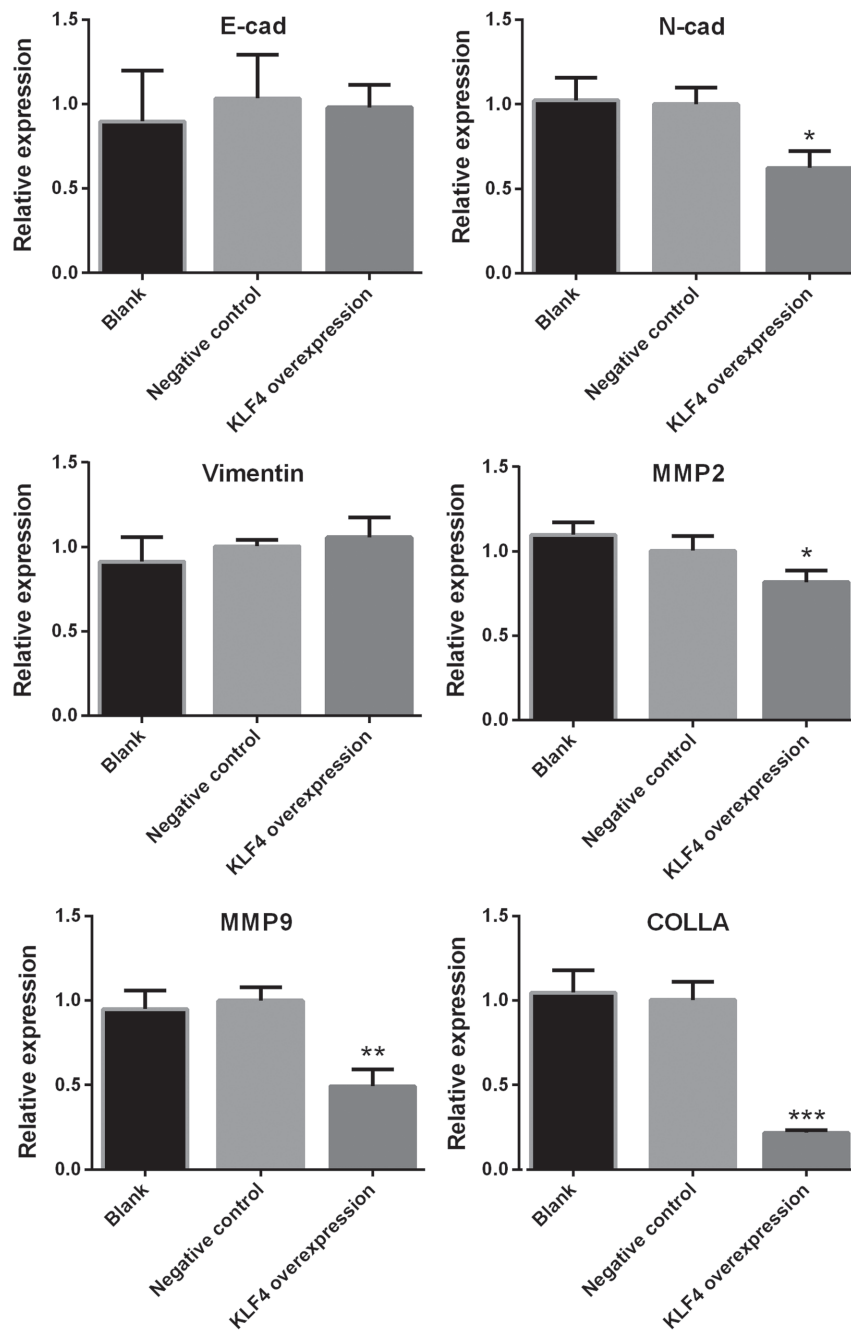 E-cad
Relative expression
1.5
1.0
0.5
0.0
Blank
Negative control
KLF4 overexpression
N-cad
Relative expression
1.5
1.0
0.5
0.0
*
Blank
Negative control
KLF4 overexpression
Vimentin
Relative expression
1.5
1.0
0.5
0.0
Blank
Negative control
KLF4 overexpression
MMP2
Relative expression
1.5
1.0
0.5
0.0
*
Blank
Negative control
KLF4 overexpression
MMP9
Relative expression
1.5
1.0
0.5
0.0
**
Blank
Negative control
KLF4 overexpression
COLLA
Relative expression
1.5
1.0
0.5
0.0
***
Blank
Negative control
KLF4 overexpression